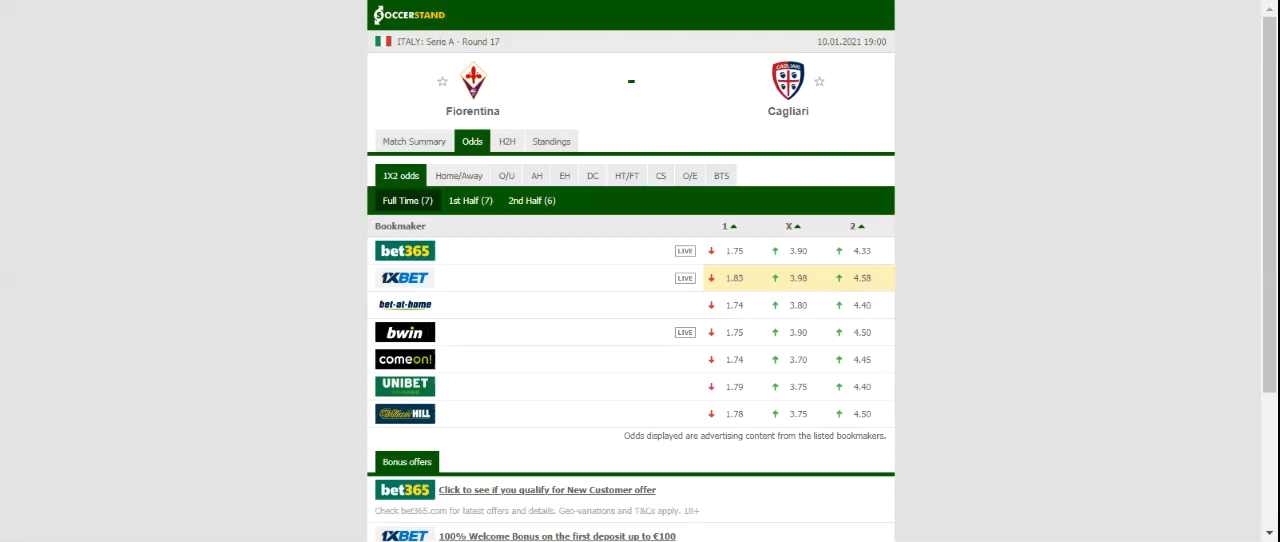 SOCCERSTAND
ITALY: Serie A - Round 17 10.01.2021 19:00
CAGLIARI
-
Fiorentina Cagliari
Match Summary Odds H2H Standings
1X2 odds Home/Away O/U AH EH DC HT/FT CS O/E BTS
Full Time (7) 1st Half (7) 2nd Half (6)
Bookmaker 1 X 2
bet365 LIVE 1.75 3.90 4.33
1XBET LIVE 1.83 3.98 4.58
bet-at-home 1.74 3.80 4.40
bwin LIVE 1.75 3.90 4.50
comeon! 1.74 3.70 4.45
UNIBET 1.79 3.75 4.40
William HILL 1.78 3.75 4.50
Odds displayed are advertising content from the listed bookmakers.
Bonus offers
bet365 Click to see if you qualify for New Customer offer
Check bet365.com for latest offers and details. Geo-variations and T&Cs apply. 18+
1XBET 100% Welcome Bonus on the first deposit up to €100